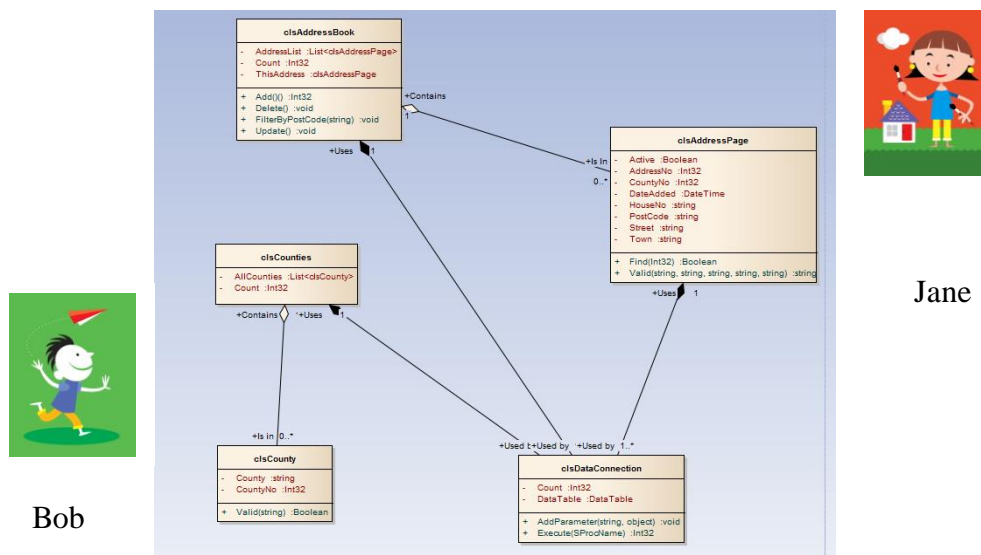 clsAddressBook
- AddressList :List<clsAddressPage>
- Count :Int32
- ThisAddress :clsAddressPage
+ Add()() :Int32
+ Delete() :void
+ FilterByPostCode(string) :void
+ Update() :void
+Contains
1
+Uses
1
+Is In
0..*
clsAddressPage
- Active :Boolean
- AddressNo :Int32
- CountyNo :Int32
- DateAdded :DateTime
- HouseNo :string
- PostCode :string
- Street :string
- Town :string
+ Find(Int32) :Boolean
+ Valid(string, string, string, string, string) :string
+Uses
1
Jane
clsCounties
- AllCounties :List<clsCounty>
- Count :Int32
+Contains
+Uses
1
+Is in
0..*
clsCounty
- County :string
- CountyNo :Int32
+ Valid(string) :Boolean
Bob
+Used
+Used by
+Used by
1..*
clsDataConnection
- Count :Int32
- DataTable :DataTable
+ AddParameter(string, object) :void
+ Execute(SProcName) :Int32